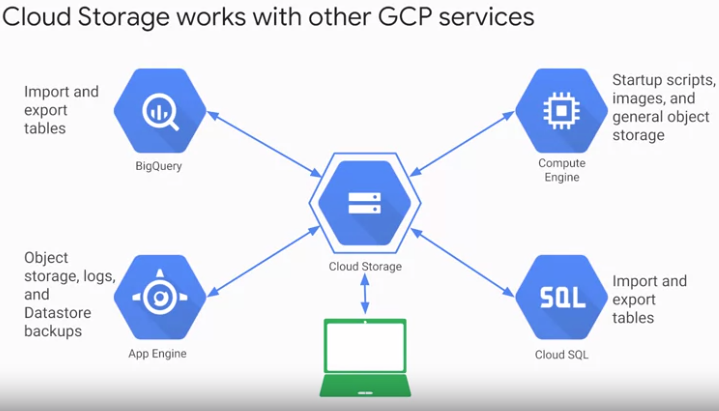 Cloud Storage works with other GCP services
Import and
export
tables
BigQuery
Startup scripts,
images, and
general object
storage
Compute
Engine
Cloud Storage
Object
storage, logs,
and
Datastore
backups
App Engine
SQL
Import and
export
tables
Cloud SQL